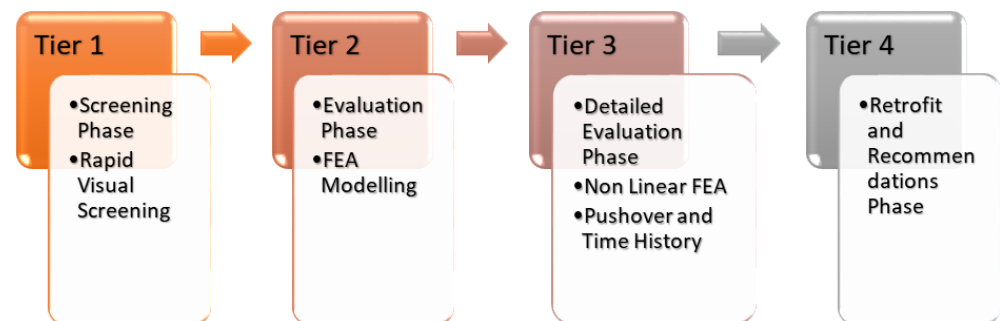 Tier 1
•Screening
Phase
•Rapid
Visual
Screening
Tier 2
•Evaluation
Phase
•FEA
Modelling
Tier 3
•Detailed
Evaluation
Phase
•Non Linear FEA
•Pushover and
Time History
Tier 4
•Retrofit
and
Recommen
dations
Phase